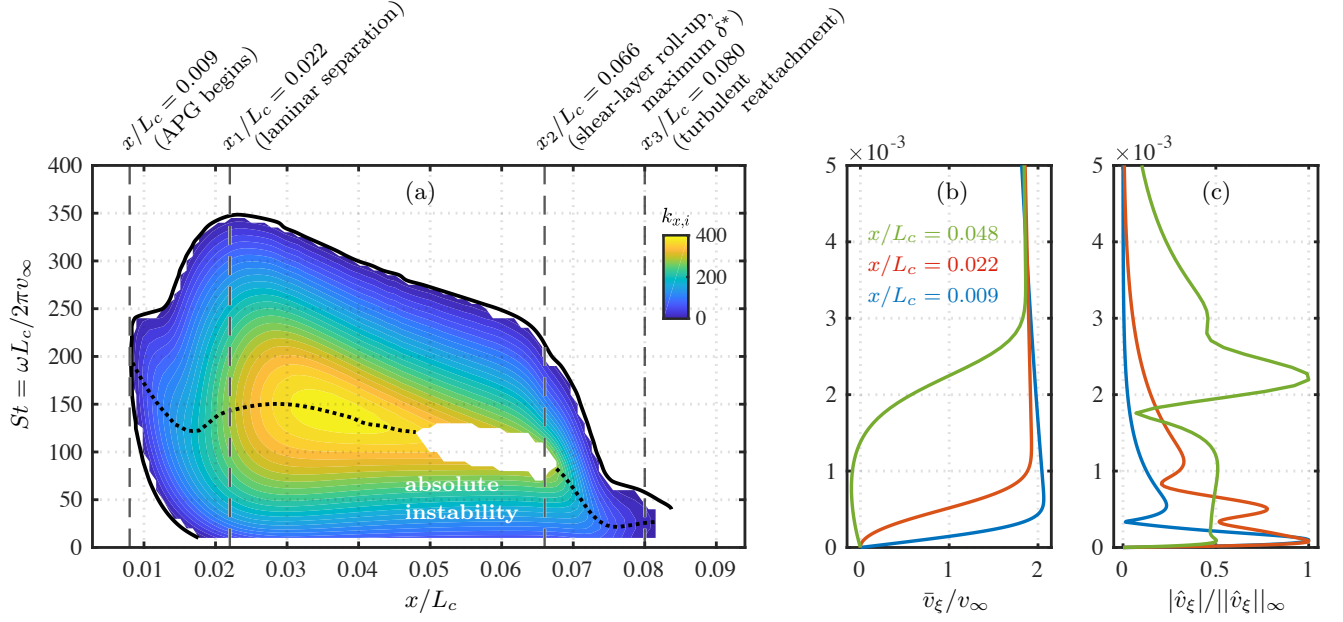 x/L_c = 0.009
(APG begins)
x_1/L_c = 0.022
(laminar separation)
x_2/L_c = 0.066
(shear-layer roll-up,
maximum δ*)
x_3/L_c = 0.080
(turbulent
reattachment)
(a)
k_{x,i}
400
200
0
absolute
instability
400
350
300
250
200
150
100
50
0
St = ωL_c/2πv_∞
0.01
0.02
0.03
0.04
0.05
0.06
0.07
0.08
0.09
x/L_c
×10^{-3}
(b)
x/L_c = 0.048
x/L_c = 0.022
x/L_c = 0.009
5
4
3
2
1
0
0
1
2
v̄_ξ/v_∞
×10^{-3}
(c)
5
4
3
2
1
0
0
0.5
1
|v̂_ξ|/||v̂_ξ||_∞